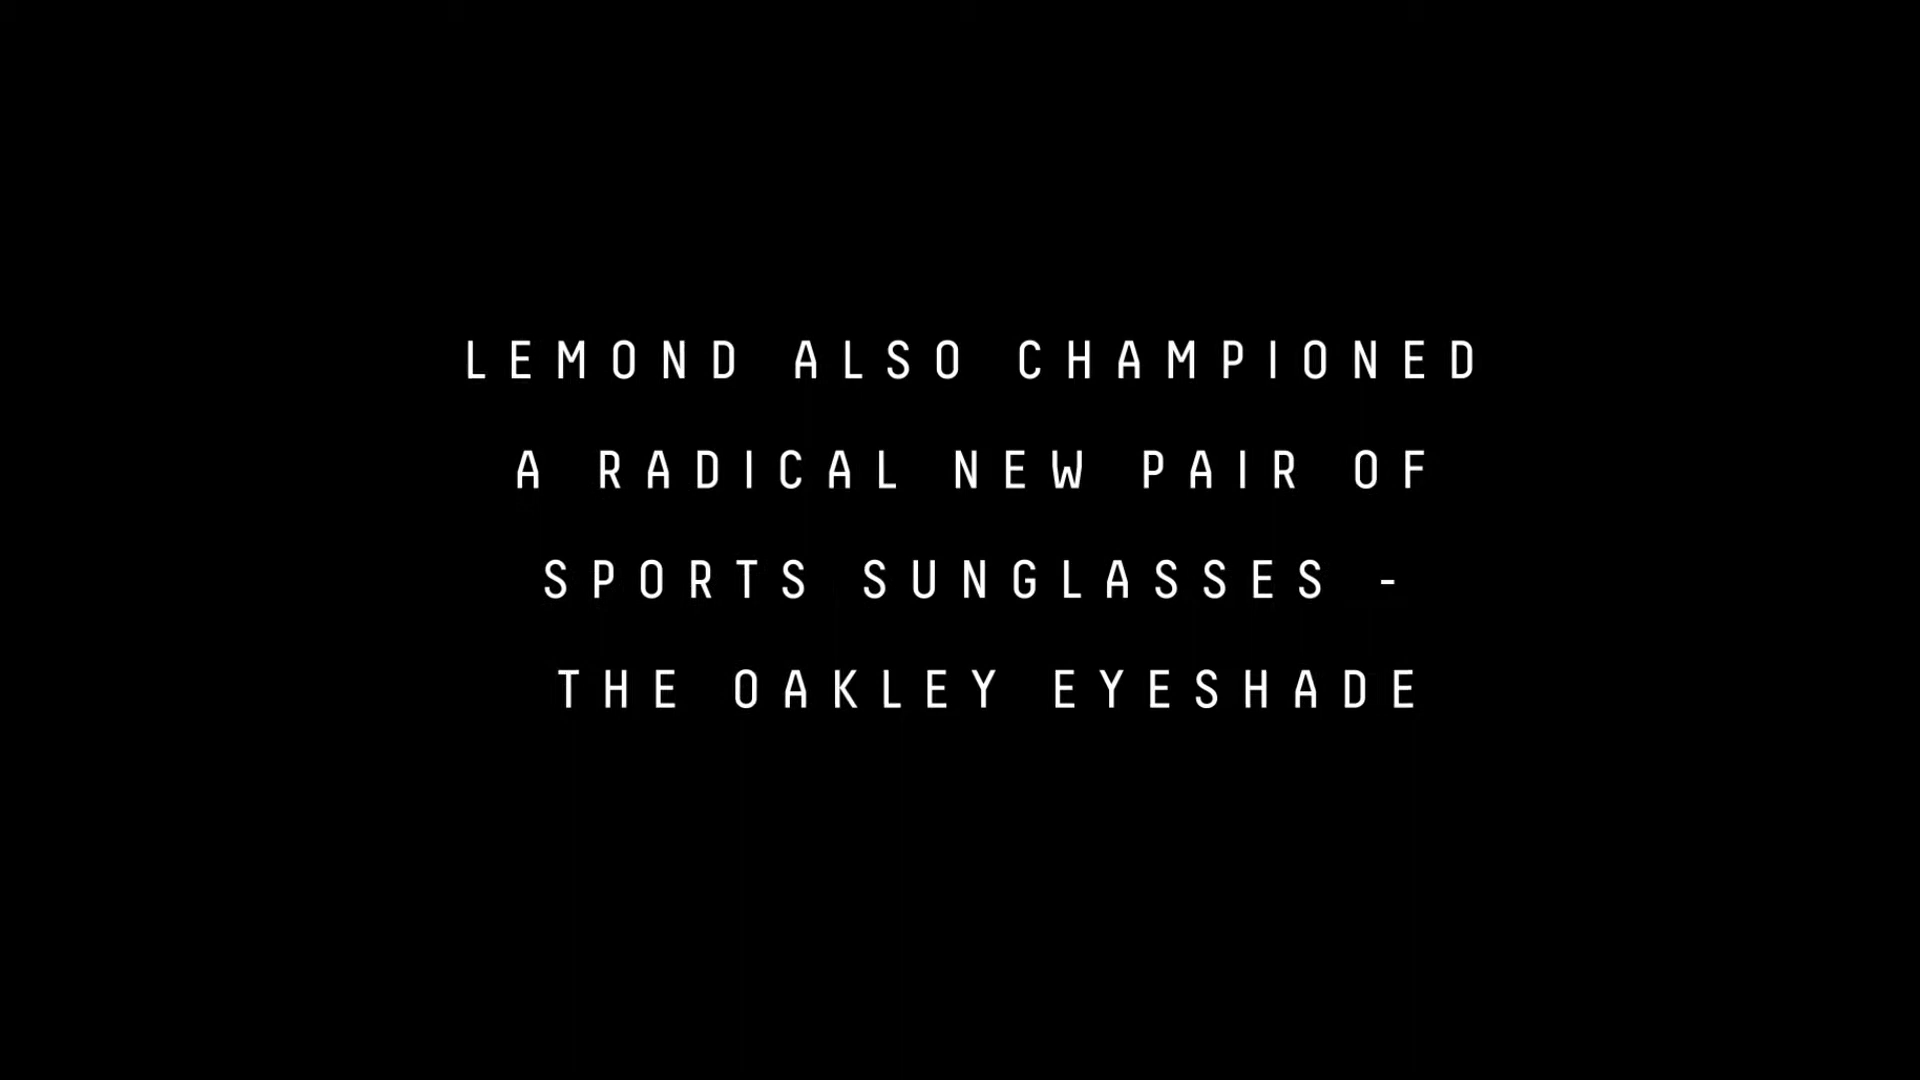 LEMOND ALSO CHAMPIONED
A RADICAL NEW PAIR OF
SPORTS SUNGLASSES -
THE OAKLEY EYESHADE